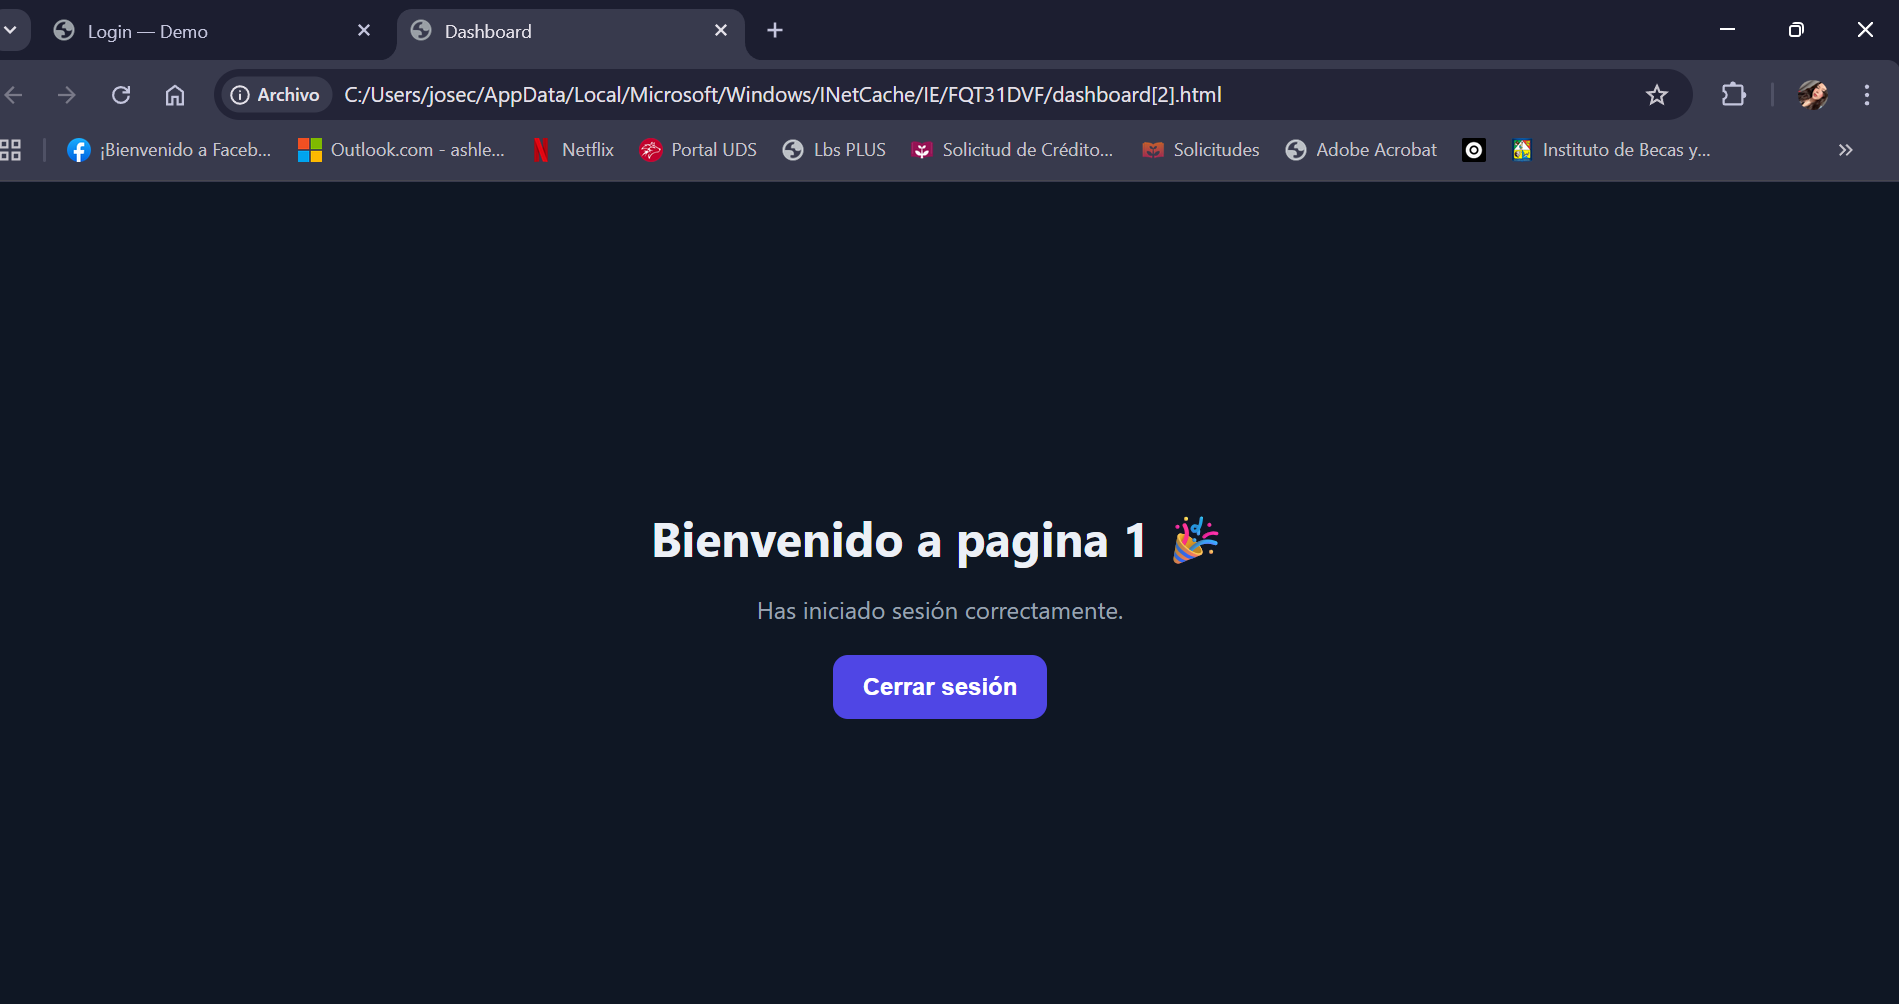 Login — Demo
Dashboard
Archivo
C:/Users/josec/AppData/Local/Microsoft/Windows/INetCache/IE/FQT31DVF/dashboard[2].html
¡Bienvenido a Faceb...
Outlook.com - ashle...
Netflix
Portal UDS
Lbs PLUS
Solicitud de Crédito...
Solicitudes
Adobe Acrobat
Instituto de Becas y...
Bienvenido a pagina 1 🎉
Has iniciado sesión correctamente.
Cerrar sesión